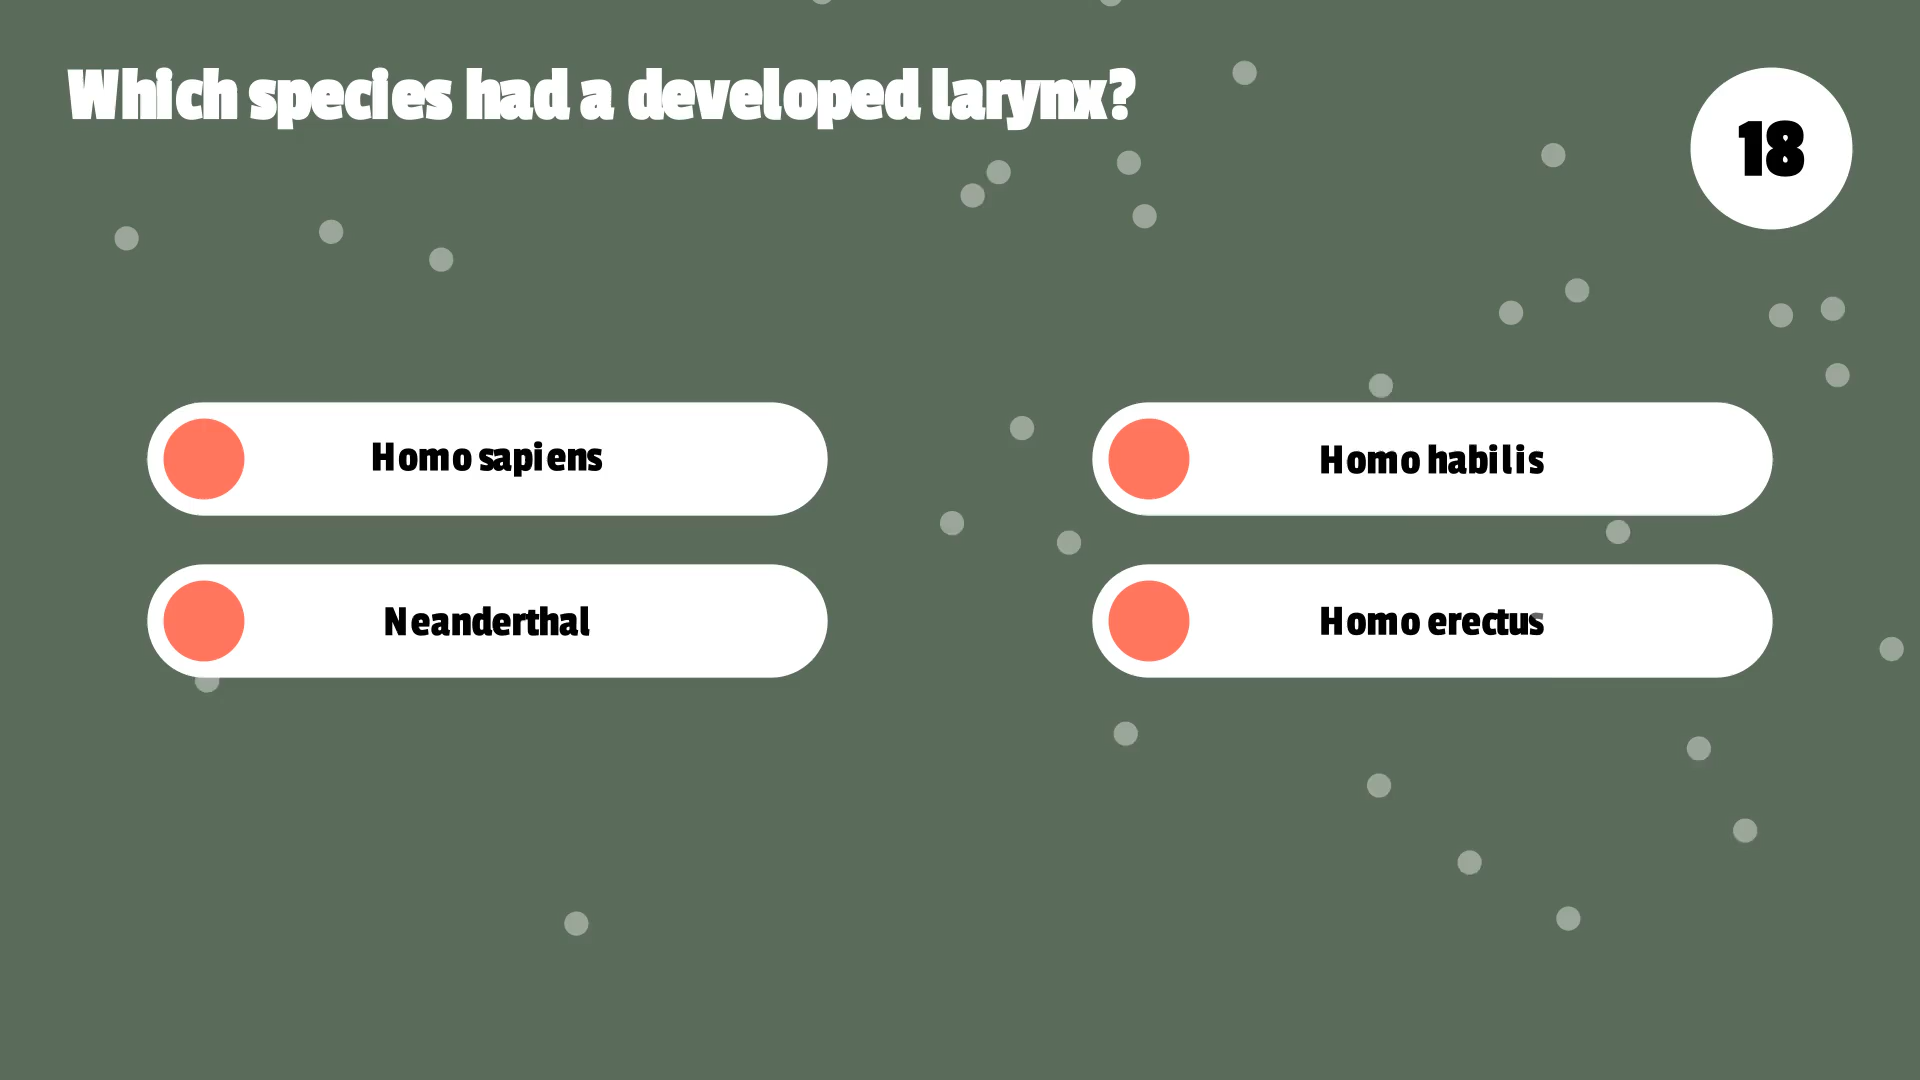 Which species had a developed larynx?
18
Homo sapiens
Homo habilis
Neanderthal
Homo erectus